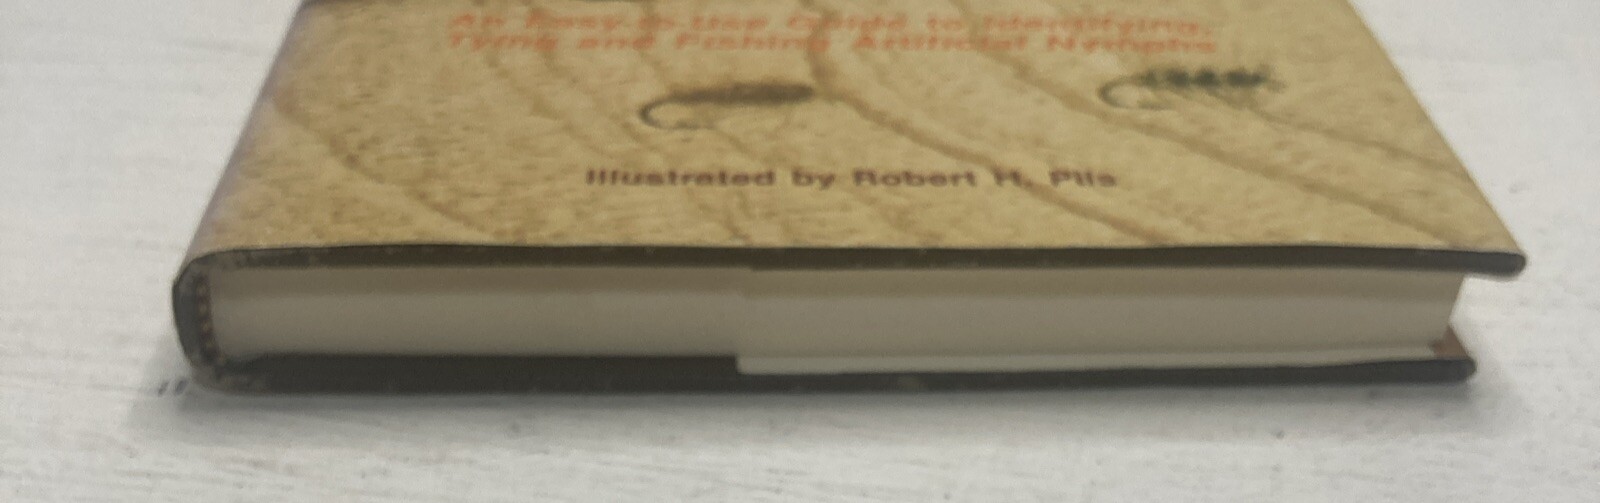 An Easy-to-Use Guide to Identifying,
Tying and Fishing Artificial Nymphs
Illustrated by Robert H. Pils